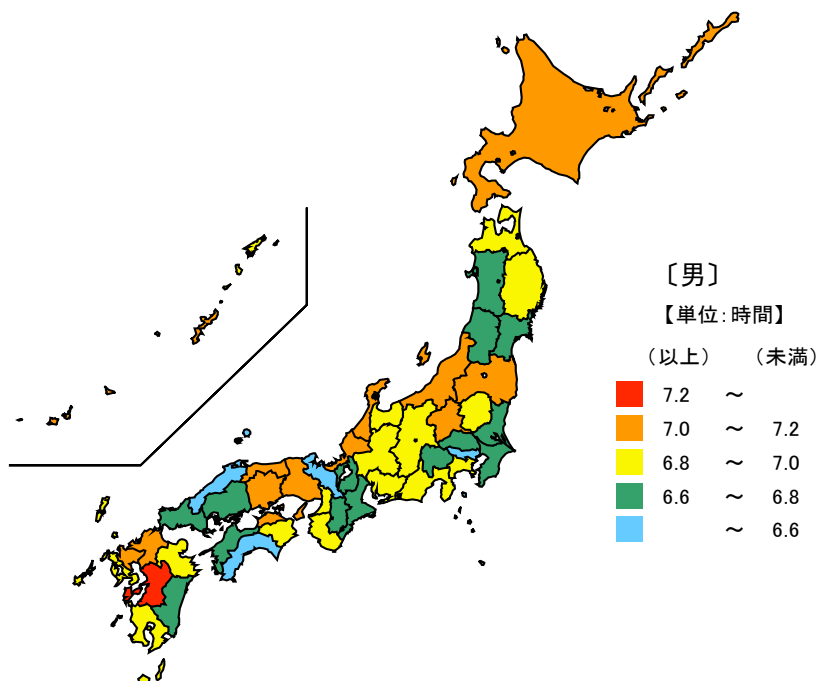 〔男〕
【単位:時間】
（以上） （未満）
7.2 ～
7.0 ～ 7.2
6.8 ～ 7.0
6.6 ～ 6.8
～ 6.6